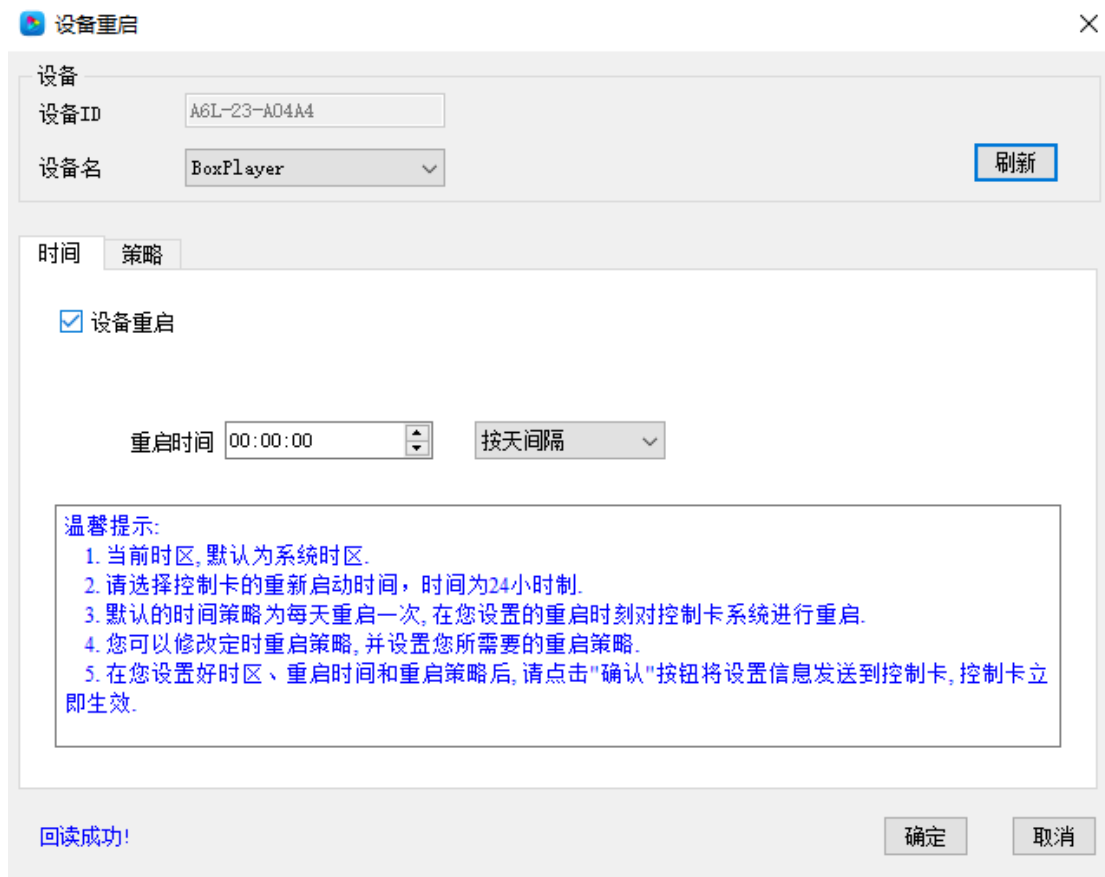 设备重启
设备
设备ID A6L-23-A04A4
设备名 BoxPlayer 刷新
时间 策略
设备重启
重启时间 00:00:00 按天间隔
温馨提示:
1. 当前时区, 默认为系统时区.
2. 请选择控制卡的重新启动时间，时间为24小时制.
3. 默认的时间策略为每天重启一次, 在您设置的重启时刻对控制卡系统进行重启.
4. 您可以修改定时重启策略, 并设置您所需要的重启策略.
5. 在您设置好时区、重启时间和重启策略后, 请点击"确认"按钮将设置信息发送到控制卡, 控制卡立
即生效.
回读成功! 确定 取消